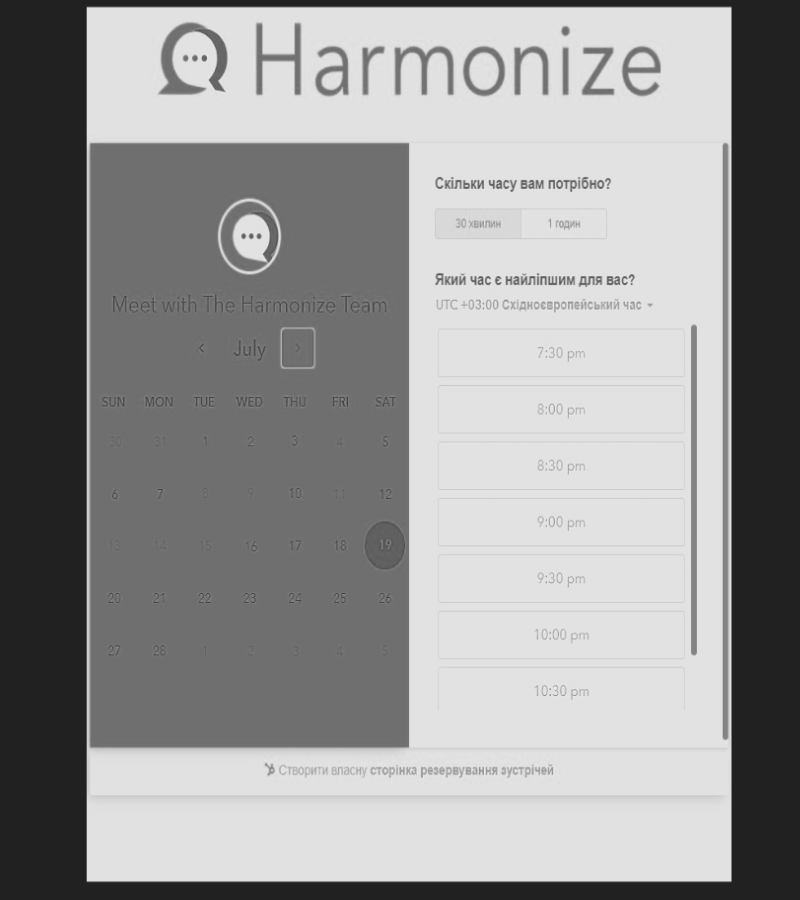 Harmonize
Meet with The Harmonize Team
July
SUN MON TUE WED THU FRI SAT
30 31 1 2 3 4 5
6 7 8 9 10 11 12
13 14 15 16 17 18 19
20 21 22 23 24 25 26
27 28 1 2 3 4 5
Скільки часу вам потрібно?
30 хвилин 1 годин
Який час є найліпшим для вас?
UTC +03:00 Східноєвропейський час
7:30 pm
8:00 pm
8:30 pm
9:00 pm
9:30 pm
10:00 pm
10:30 pm
Створити власну сторінка резервування зустрічей